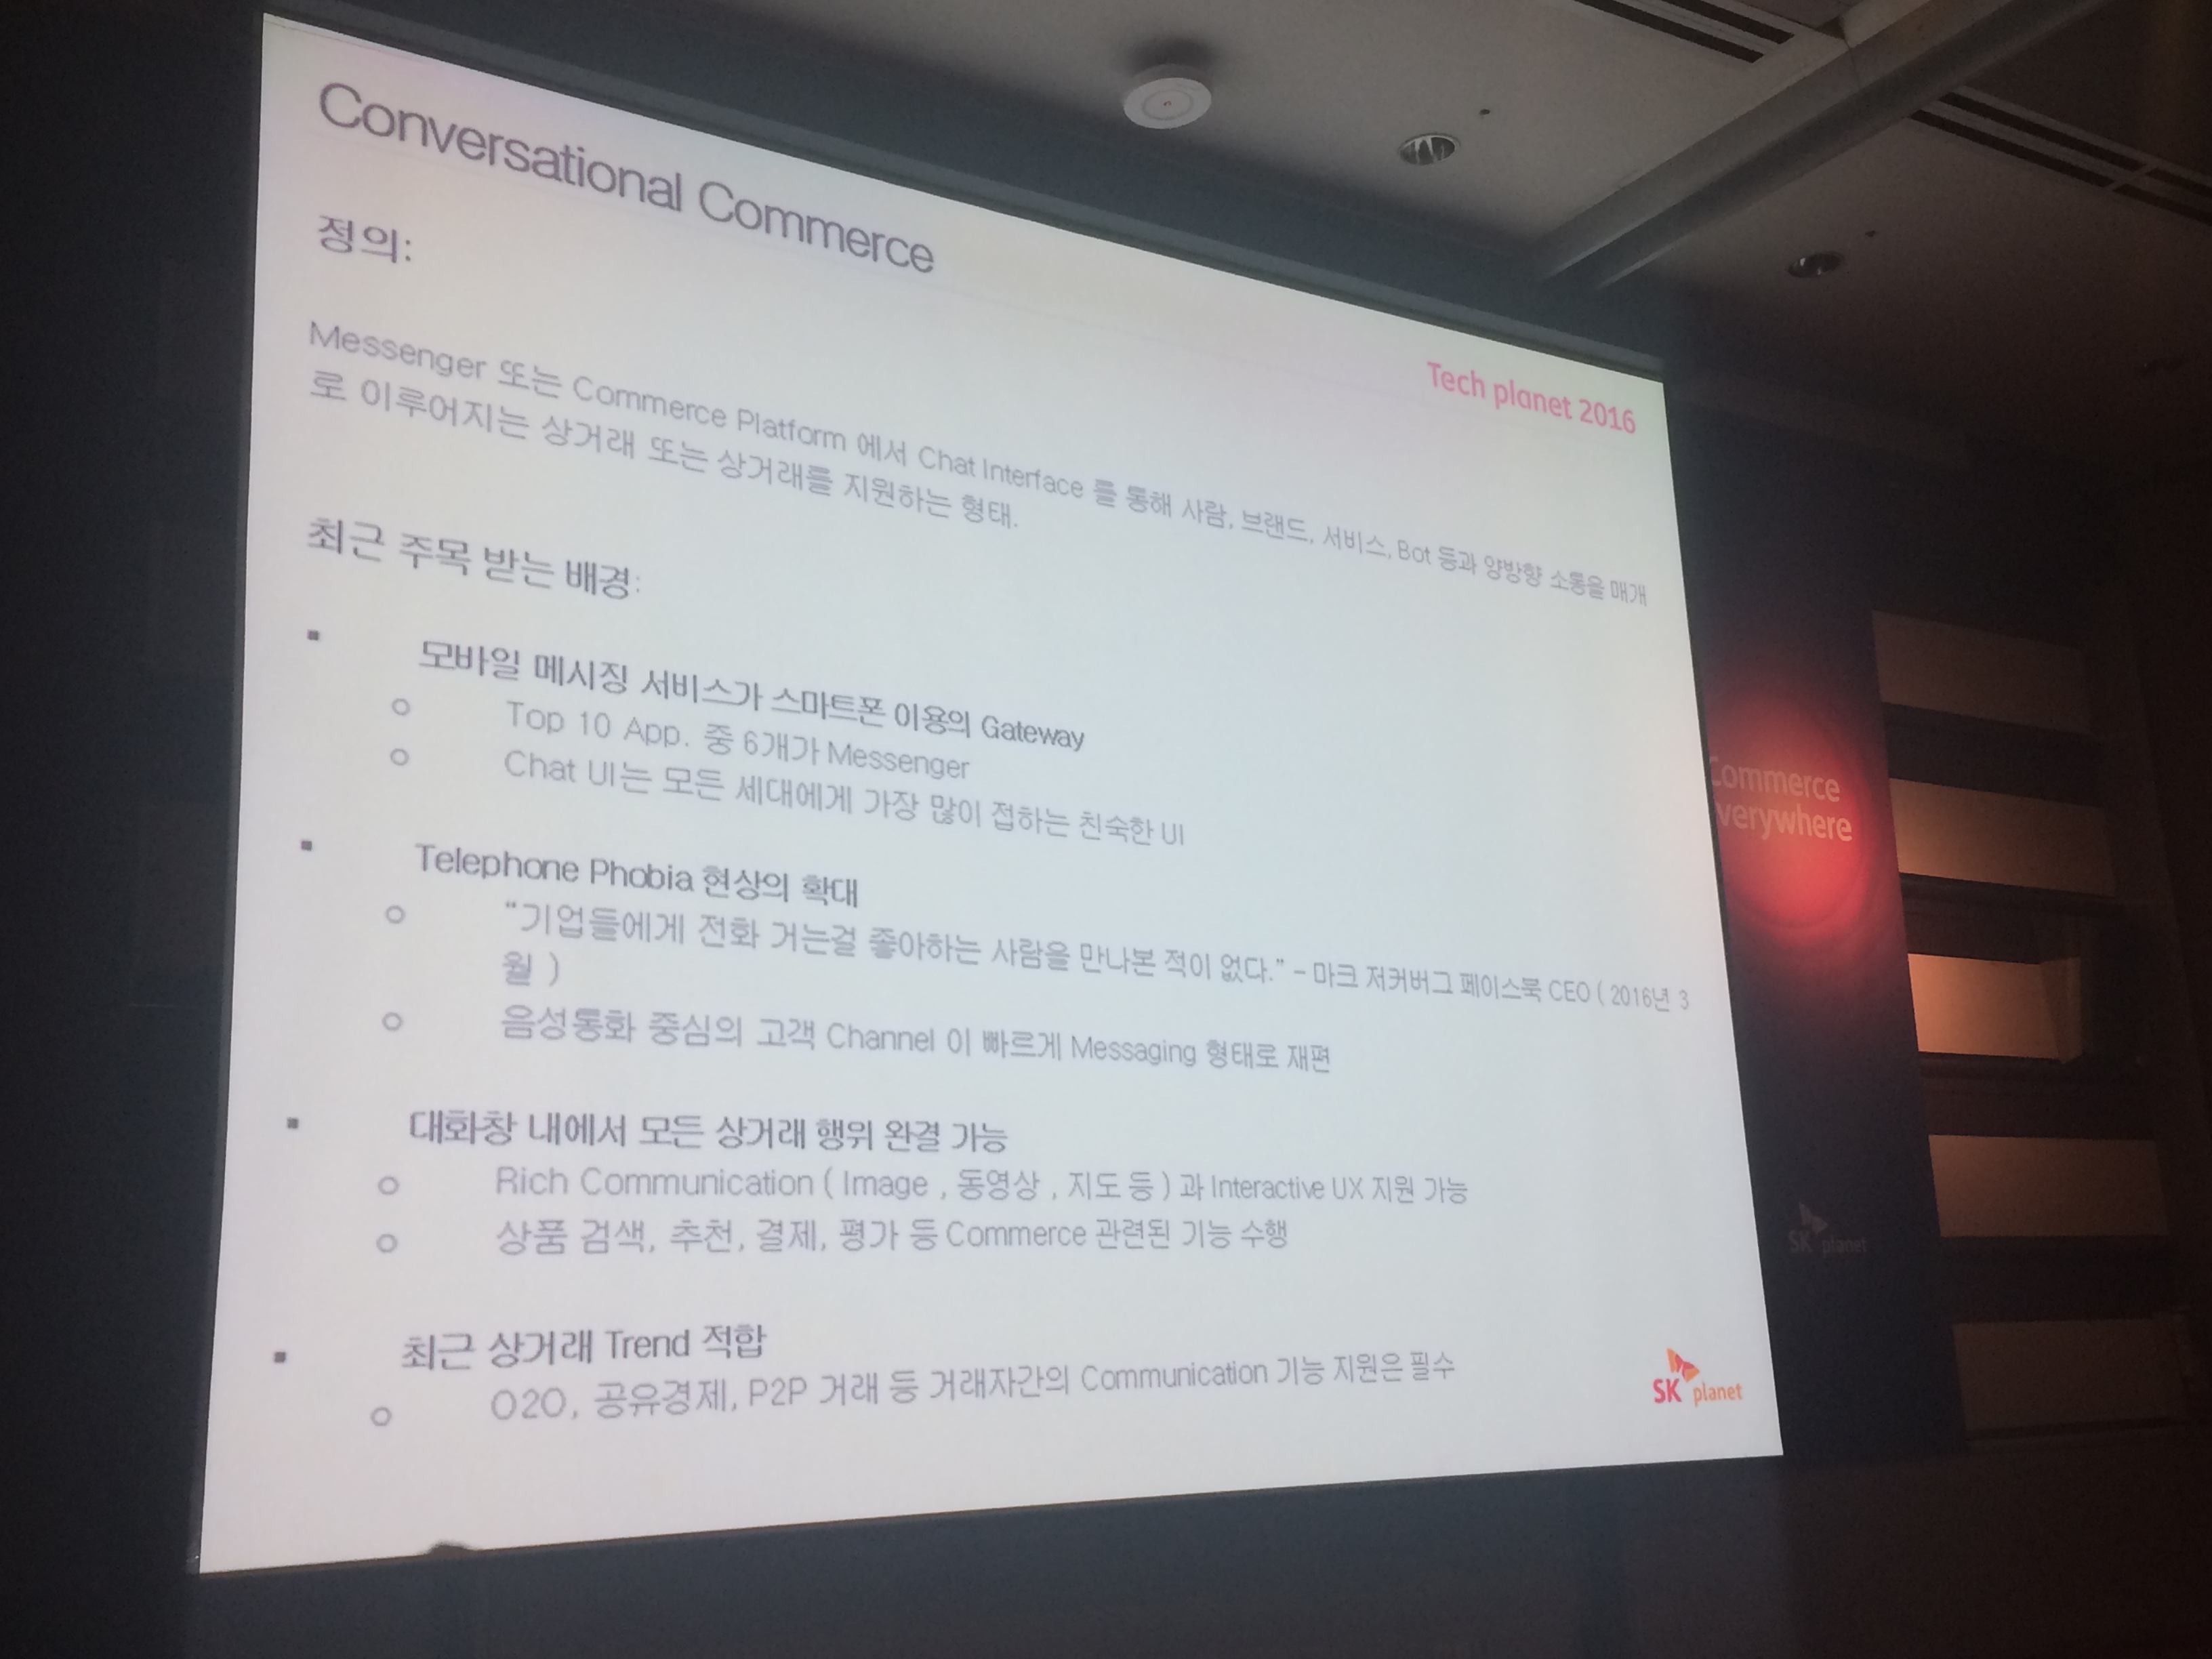 Conversational Commerce
Tech planet 2016
정의:
Messenger 또는 Commerce Platform 에서 Chat Interface 를 통해 사람, 브랜드, 서비스, Bot 등과 양방향 소통을 매개
로 이루어지는 상거래 또는 상거래를 지원하는 형태.
최근 주목 받는 배경:
▪ 모바일 메시징 서비스가 스마트폰 이용의 Gateway
○ Top 10 App. 중 6개가 Messenger
○ Chat UI는 모든 세대에게 가장 많이 접하는 친숙한 UI
▪ Telephone Phobia 현상의 확대
○ “기업들에게 전화 거는걸 좋아하는 사람을 만나본 적이 없다.” – 마크 저커버그 페이스북 CEO ( 2016년 3
월 )
○ 음성통화 중심의 고객 Channel 이 빠르게 Messaging 형태로 재편
▪ 대화창 내에서 모든 상거래 행위 완결 가능
○ Rich Communication ( Image , 동영상 , 지도 등 ) 과 Interactive UX 지원 가능
○ 상품 검색, 추천, 결제, 평가 등 Commerce 관련된 기능 수행
▪ 최근 상거래 Trend 적합
○ O2O, 공유경제, P2P 거래 등 거래자간의 Communication 기능 지원은 필수
SK planet
Commerce
verywhere
SK planet